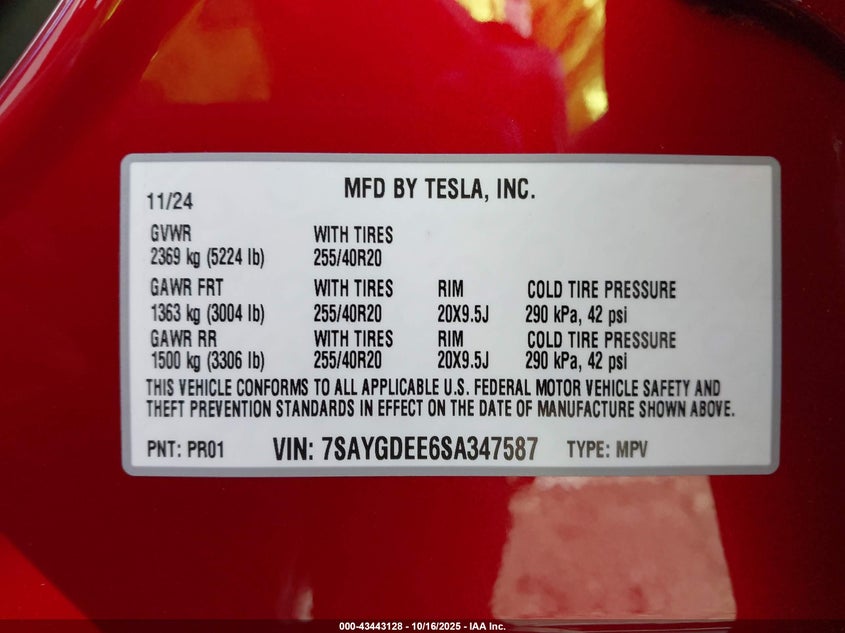 MFD BY TESLA, INC.
11/24
GVWR WITH TIRES
2369 kg (5224 lb) 255/40R20
GAWR FRT WITH TIRES RIM COLD TIRE PRESSURE
1363 kg (3004 lb) 255/40R20 20X9.5J 290 kPa, 42 psi
GAWR RR WITH TIRES RIM COLD TIRE PRESSURE
1500 kg (3306 lb) 255/40R20 20X9.5J 290 kPa, 42 psi
THIS VEHICLE CONFORMS TO ALL APPLICABLE U.S. FEDERAL MOTOR VEHICLE SAFETY AND
THEFT PREVENTION STANDARDS IN EFFECT ON THE DATE OF MANUFACTURE SHOWN ABOVE.
PNT: PR01 VIN: 7SAYGDEE6SA347587 TYPE: MPV
000-43443128 - 10/16/2025 - IAA Inc.